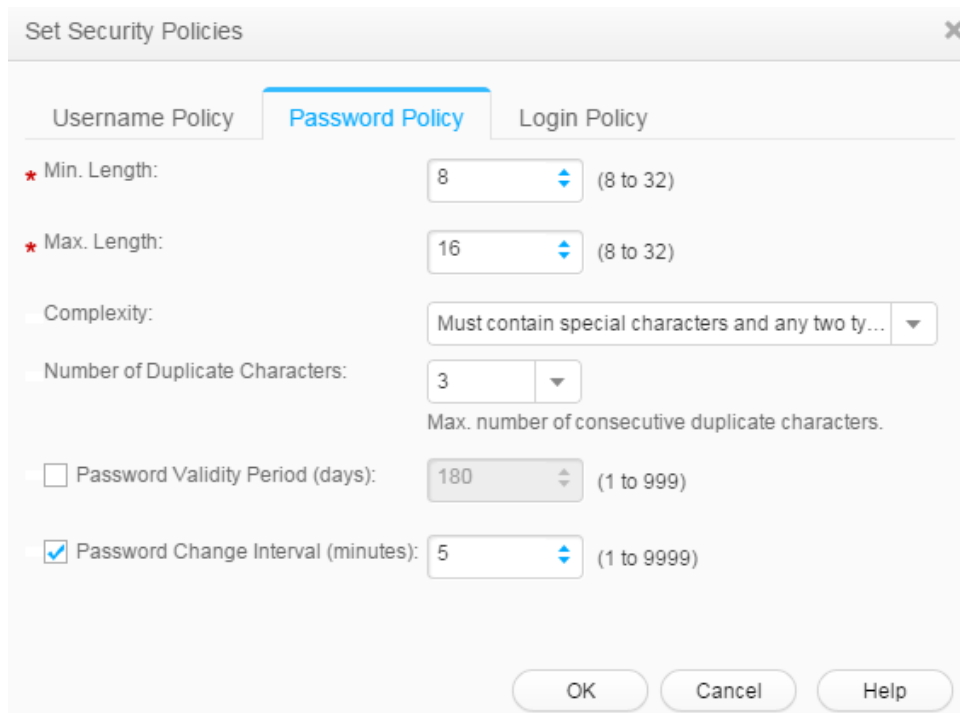 Set Security Policies
Username Policy Password Policy Login Policy
* Min. Length: 8 (8 to 32)
* Max. Length: 16 (8 to 32)
Complexity: Must contain special characters and any two ty...
Number of Duplicate Characters: 3
Max. number of consecutive duplicate characters.
Password Validity Period (days): 180 (1 to 999)
Password Change Interval (minutes): 5 (1 to 9999)
OK Cancel Help